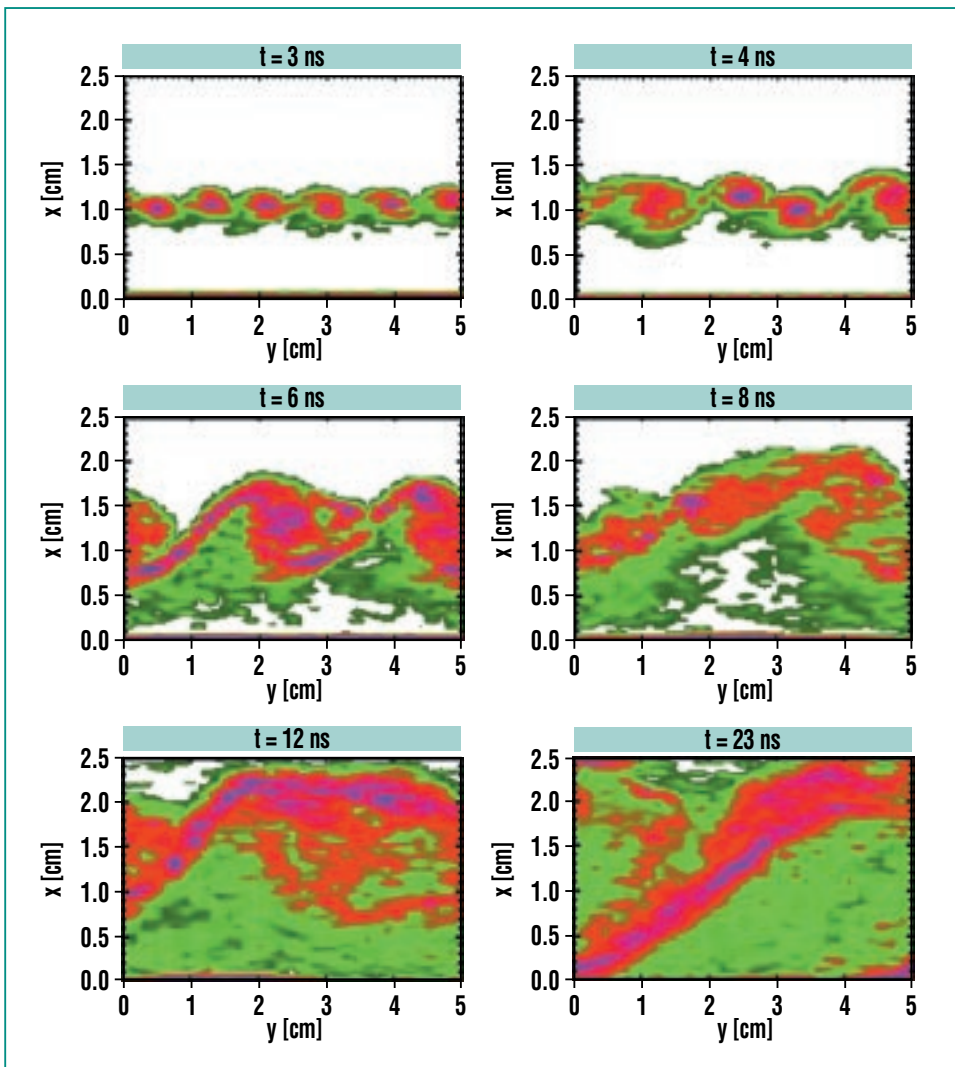 t = 3 ns
t = 4 ns
2.5
2.0
1.5
1.0
0.5
0.0
x [cm]
0 1 2 3 4 5
y [cm]
2.5
2.0
1.5
1.0
0.5
0.0
x [cm]
0 1 2 3 4 5
y [cm]
t = 6 ns
t = 8 ns
2.5
2.0
1.5
1.0
0.5
0.0
x [cm]
0 1 2 3 4 5
y [cm]
2.5
2.0
1.5
1.0
0.5
0.0
x [cm]
0 1 2 3 4 5
y [cm]
t = 12 ns
t = 23 ns
2.5
2.0
1.5
1.0
0.5
0.0
x [cm]
0 1 2 3 4 5
y [cm]
2.5
2.0
1.5
1.0
0.5
0.0
x [cm]
0 1 2 3 4 5
y [cm]